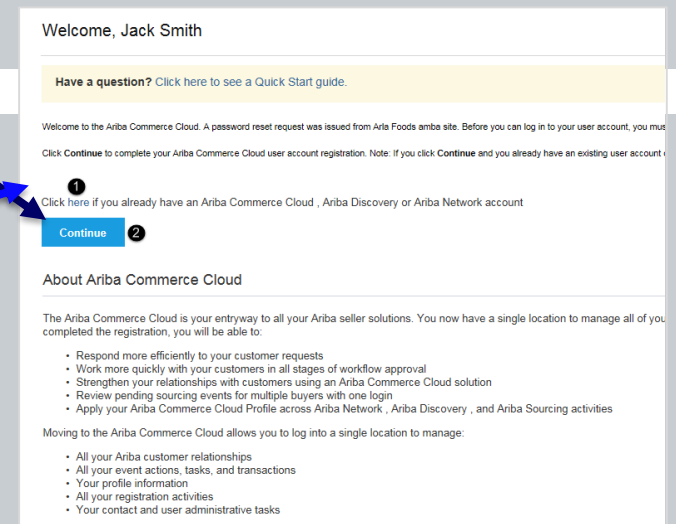 Welcome, Jack Smith
Have a question? Click here to see a Quick Start guide.
Welcome to the Ariba Commerce Cloud. A password reset request was issued from Arla Foods amba site. Before you can log in to your user account, you mus
Click Continue to complete your Ariba Commerce Cloud user account registration. Note: If you click Continue and you already have an existing user account
1
Click here if you already have an Ariba Commerce Cloud , Ariba Discovery or Ariba Network account
Continue 2
About Ariba Commerce Cloud
The Ariba Commerce Cloud is your entryway to all your Ariba seller solutions. You now have a single location to manage all of you
completed the registration, you will be able to:
• Respond more efficiently to your customer requests
• Work more quickly with your customers in all stages of workflow approval
• Strengthen your relationships with customers using an Ariba Commerce Cloud solution
• Review pending sourcing events for multiple buyers with one login
• Apply your Ariba Commerce Cloud Profile across Ariba Network , Ariba Discovery , and Ariba Sourcing activities
Moving to the Ariba Commerce Cloud allows you to log into a single location to manage:
• All your Ariba customer relationships
• All your event actions, tasks, and transactions
• Your profile information
• All your registration activities
• Your contact and user administrative tasks